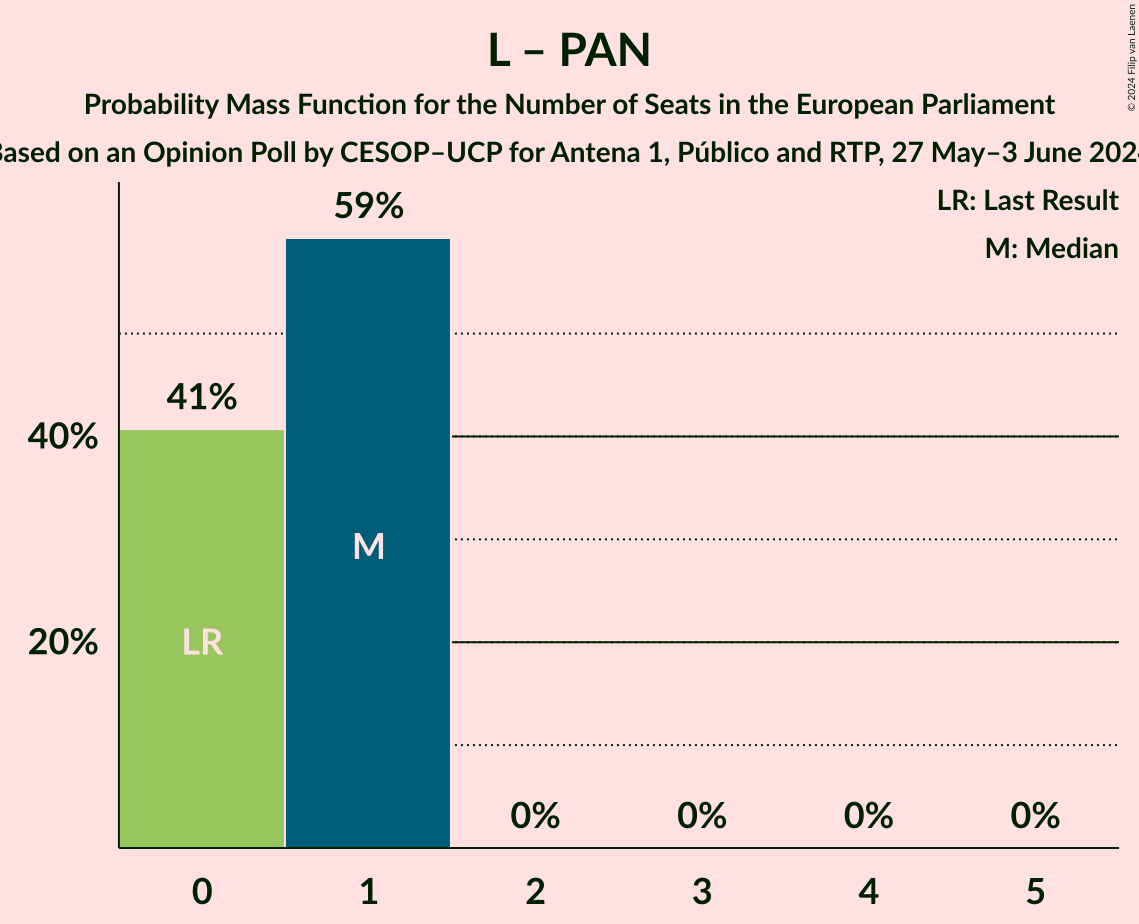 L – PAN
Probability Mass Function for the Number of Seats in the European Parliament
Based on an Opinion Poll by CESOP–UCP for Antena 1, Público and RTP, 27 May–3 June 2024
© 2024 Filip van Laenen
LR: Last Result
M: Median
59%
41%
40%
20%
M
LR
0% 0% 0% 0%
0 1 2 3 4 5